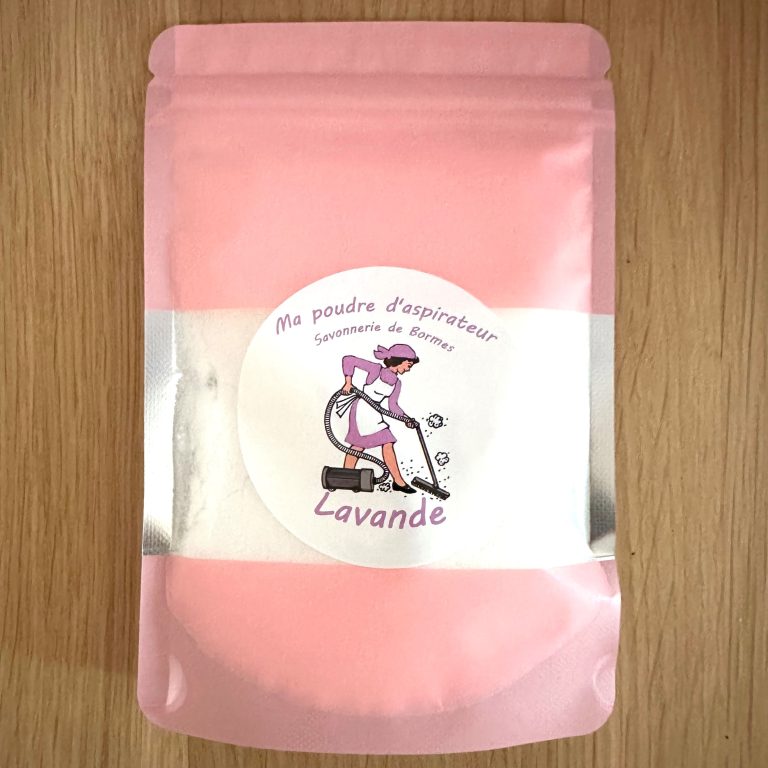 Ma poudre d'aspirateur
Savonnerie de Bormes
Lavande